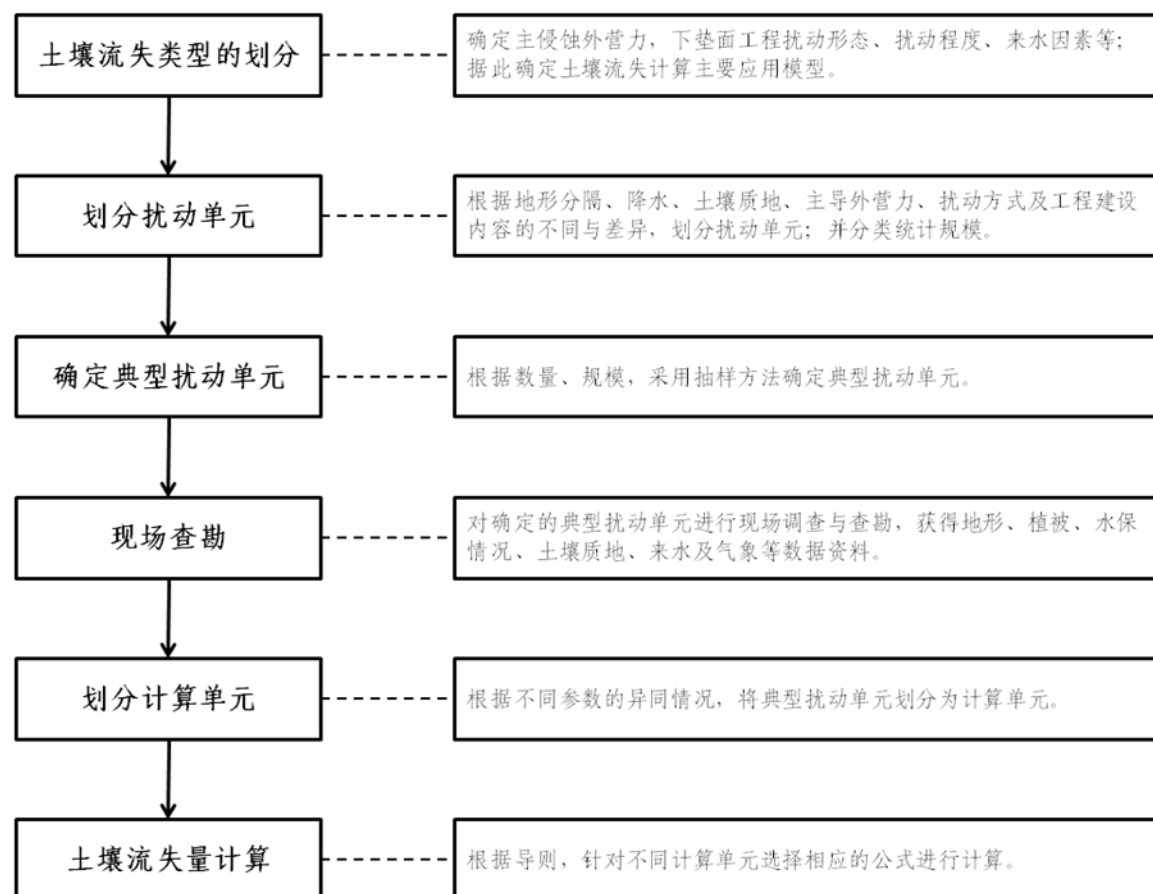 土壤流失类型的划分
确定主侵蚀外营力，下垫面工程扰动形态、扰动程度、来水因素等；
据此确定土壤流失计算主要应用模型。
划分扰动单元
根据地形分隔、降水、土壤质地、主导外营力、扰动方式及工程建设
内容的不同与差异，划分扰动单元；并分类统计规模。
确定典型扰动单元
根据数量、规模，采用抽样方法确定典型扰动单元。
现场查勘
对确定的典型扰动单元进行现场调查与查勘，获得地形、植被、水保
情况、土壤质地、来水及气象等数据资料。
划分计算单元
根据不同参数的异同情况，将典型扰动单元划分为计算单元。
土壤流失量计算
根据导则，针对不同计算单元选择相应的公式进行计算。